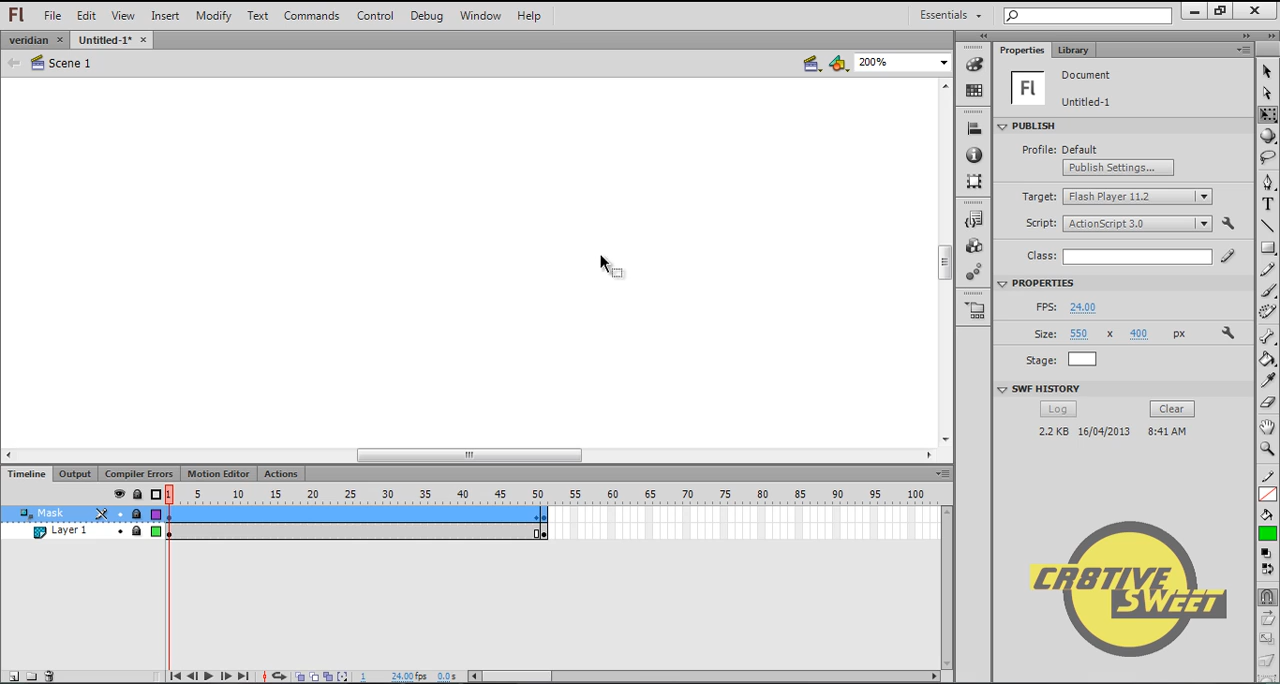 Fl File Edit View Insert Modify Text Commands Control Debug Window Help Essentials
veridian Untitled-1*
Scene 1 200%
Properties Library
Fl Document
Untitled-1
PUBLISH
Profile: Default
Publish Settings...
Target: Flash Player 11.2
Script: ActionScript 3.0
Class:
PROPERTIES
FPS: 24.00
Size: 550 x 400 px
Stage:
SWF HISTORY
Log Clear
2.2 KB 16/04/2013 8:41 AM
Timeline Output Compiler Errors Motion Editor Actions
1 5 10 15 20 25 30 35 40 45 50 55 60 65 70 75 80 85 90 95 100
Mask
Layer 1
CR8TIVE
SWEET
1 24.00 fps 0.0 s